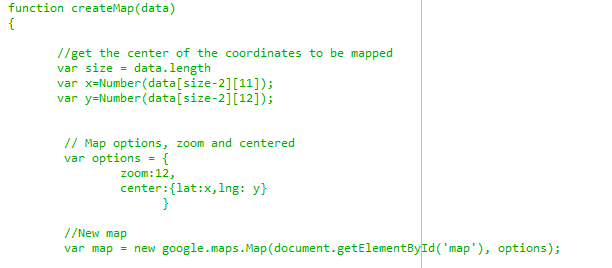 function createMap(data)
{
//get the center of the coordinates to be mapped
var size = data.length
var x=Number(data[size-2][11]);
var y=Number(data[size-2][12]);
// Map options, zoom and centered
var options = {
zoom:12,
center:{lat:x,lng: y}
}
//New map
var map = new google.maps.Map(document.getElementById('map'), options);